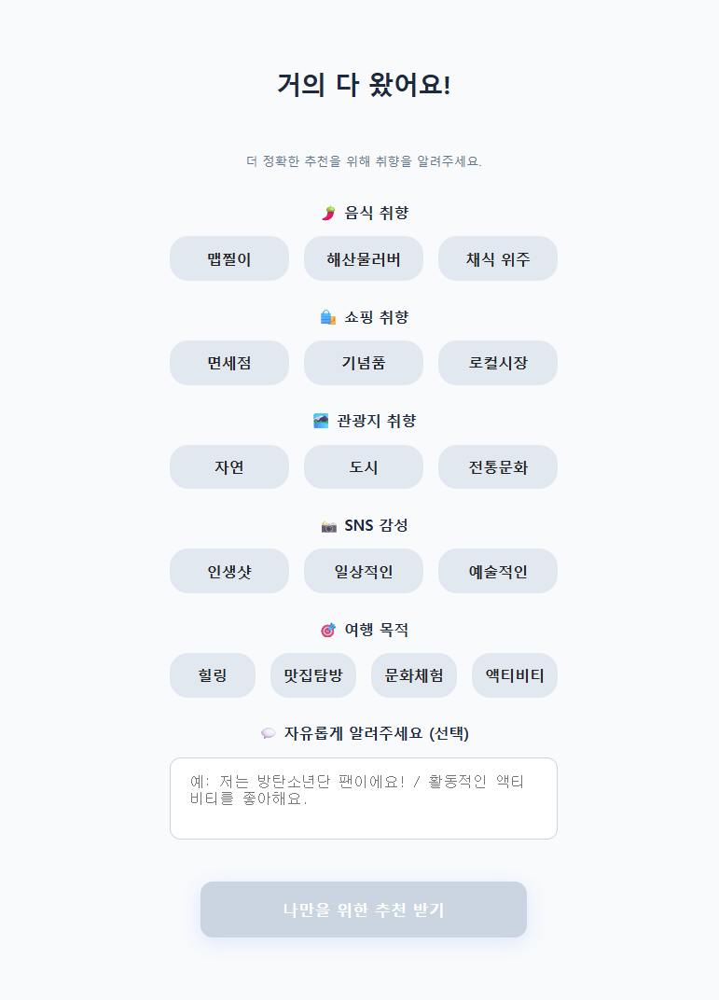 거의 다 왔어요!
더 정확한 추천을 위해 취향을 알려주세요.
🌶️ 음식 취향
맵찔이 해산물러버 채식 위주
🛍️ 쇼핑 취향
면세점 기념품 로컬시장
🏞️ 관광지 취향
자연 도시 전통문화
📸 SNS 감성
인생샷 일상적인 예술적인
🎯 여행 목적
힐링 맛집탐방 문화체험 액티비티
💬 자유롭게 알려주세요 (선택)
예: 저는 방탄소년단 팬이에요! / 활동적인 액티
비티를 좋아해요.
나만을 위한 추천 받기